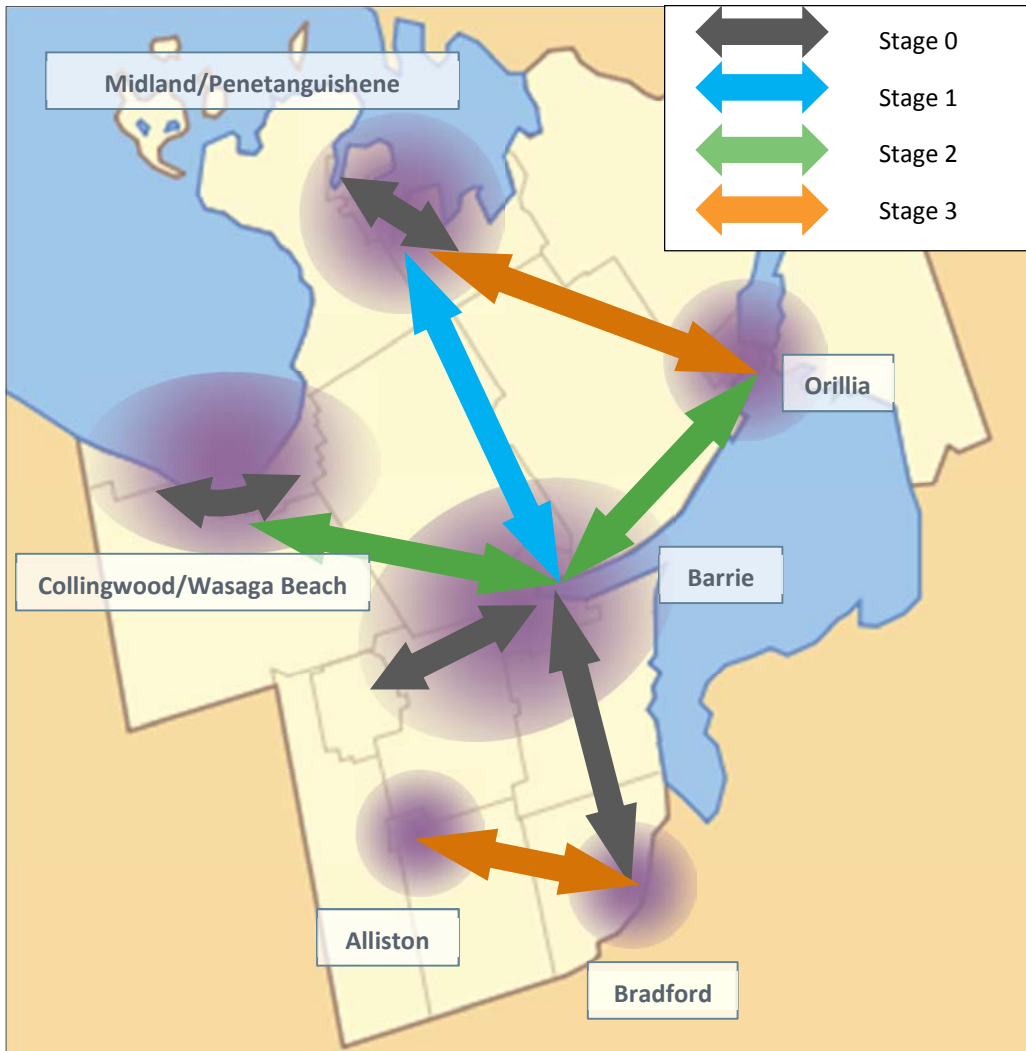 Stage 0
Midland/Penetanguishene
Stage 1
Stage 2
Stage 3
Orillia
Barrie
Collingwood/Wasaga Beach
Alliston
Bradford